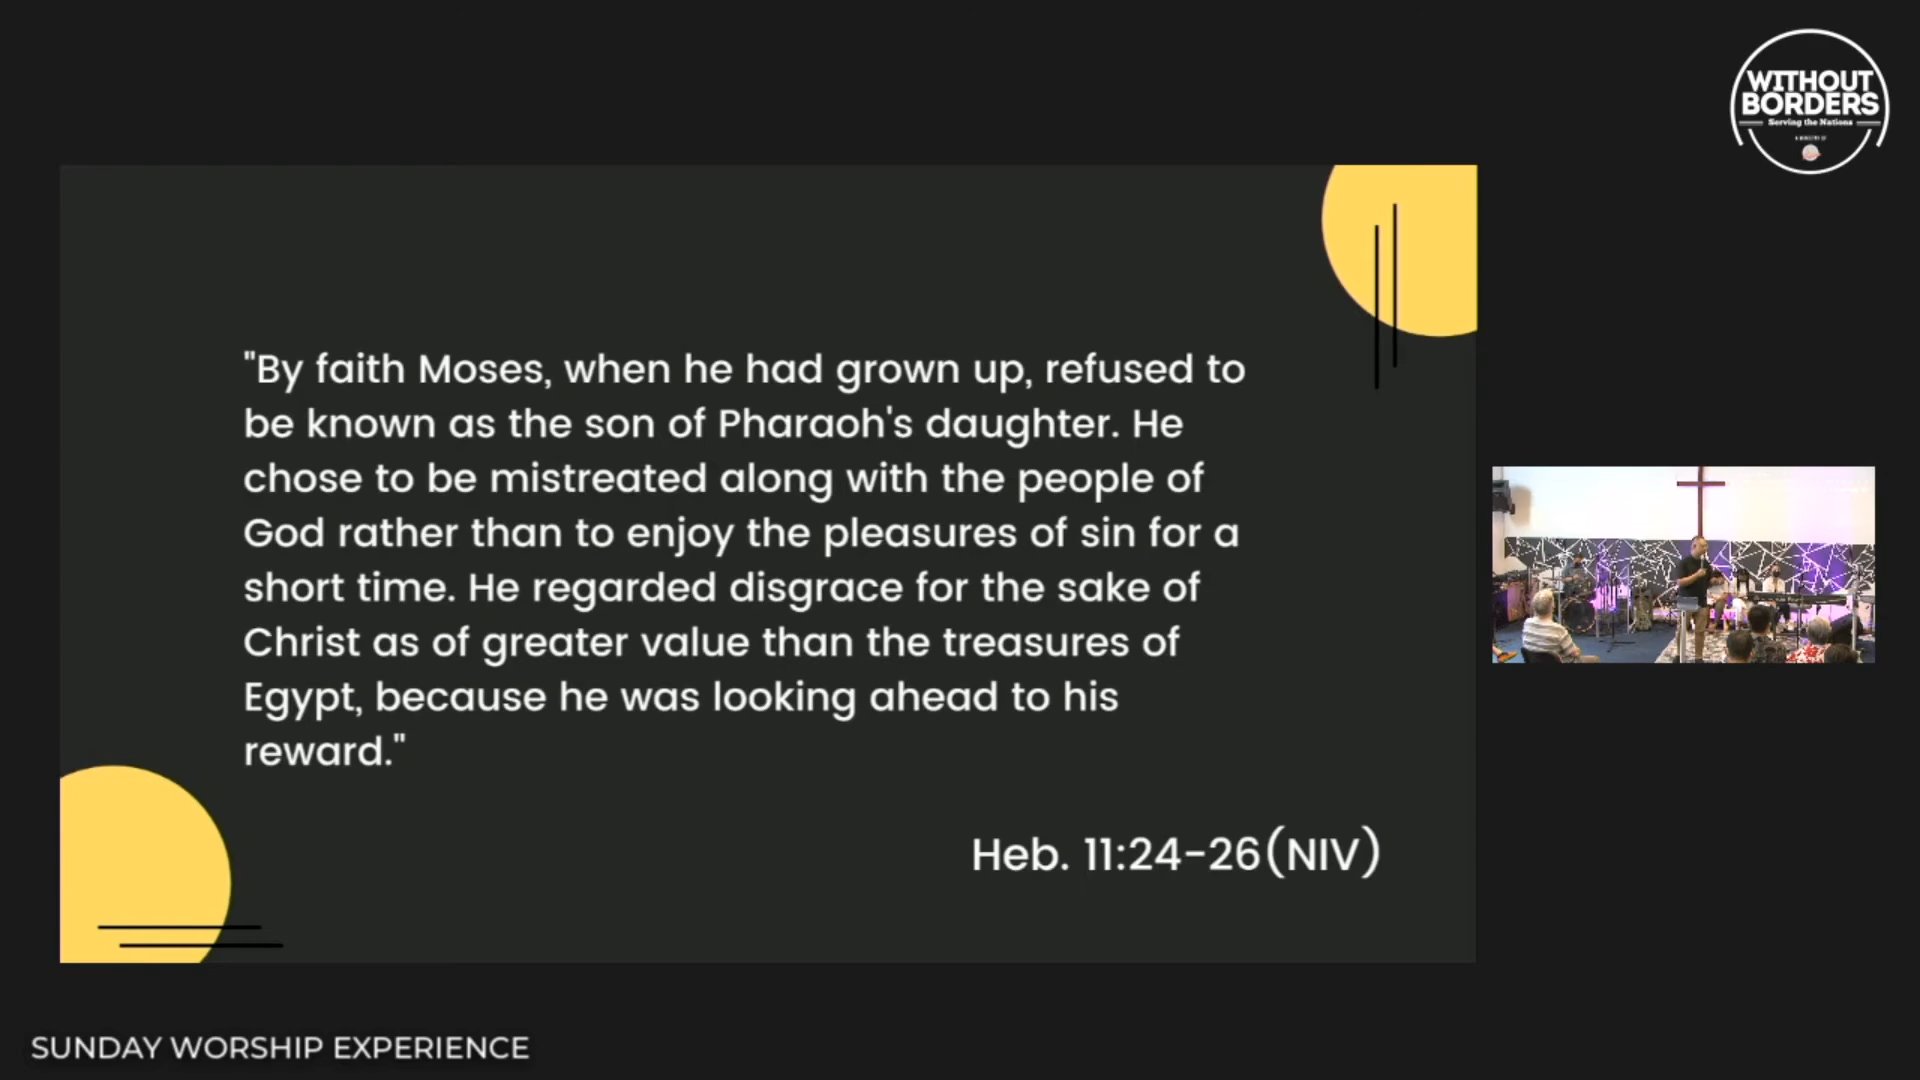 WITHOUT
BORDERS
Serving the Nations
A MINISTRY OF
"By faith Moses, when he had grown up, refused to
be known as the son of Pharaoh's daughter. He
chose to be mistreated along with the people of
God rather than to enjoy the pleasures of sin for a
short time. He regarded disgrace for the sake of
Christ as of greater value than the treasures of
Egypt, because he was looking ahead to his
reward."
Heb. 11:24-26(NIV)
SUNDAY WORSHIP EXPERIENCE